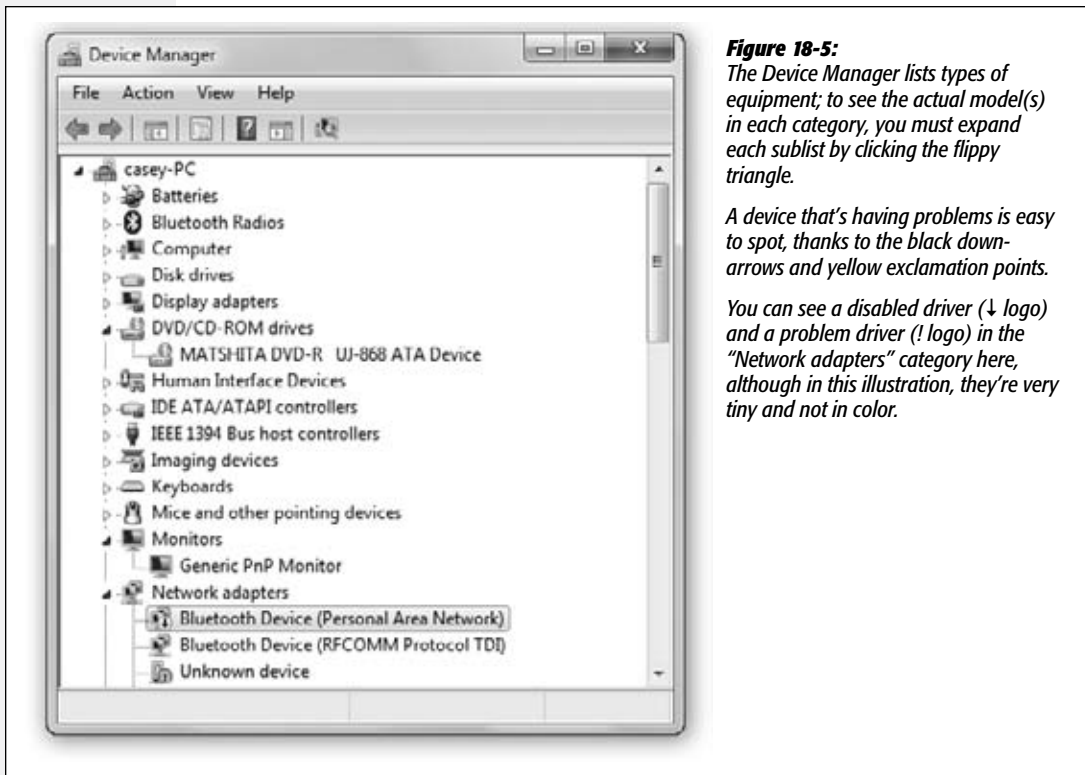 Device Manager
File Action View Help
casey-PC
Batteries
Bluetooth Radios
Computer
Disk drives
Display adapters
DVD/CD-ROM drives
MATSHITA DVD-R UJ-868 ATA Device
Human Interface Devices
IDE ATA/ATAPI controllers
IEEE 1394 Bus host controllers
Imaging devices
Keyboards
Mice and other pointing devices
Monitors
Generic PnP Monitor
Network adapters
Bluetooth Device (Personal Area Network)
Bluetooth Device (RFCOMM Protocol TDI)
Unknown device
Figure 18-5:
The Device Manager lists types of
equipment; to see the actual model(s)
in each category, you must expand
each sublist by clicking the flippy
triangle.
A device that's having problems is easy
to spot, thanks to the black down-
arrows and yellow exclamation points.
You can see a disabled driver (↓ logo)
and a problem driver (! logo) in the
“Network adapters” category here,
although in this illustration, they're very
tiny and not in color.